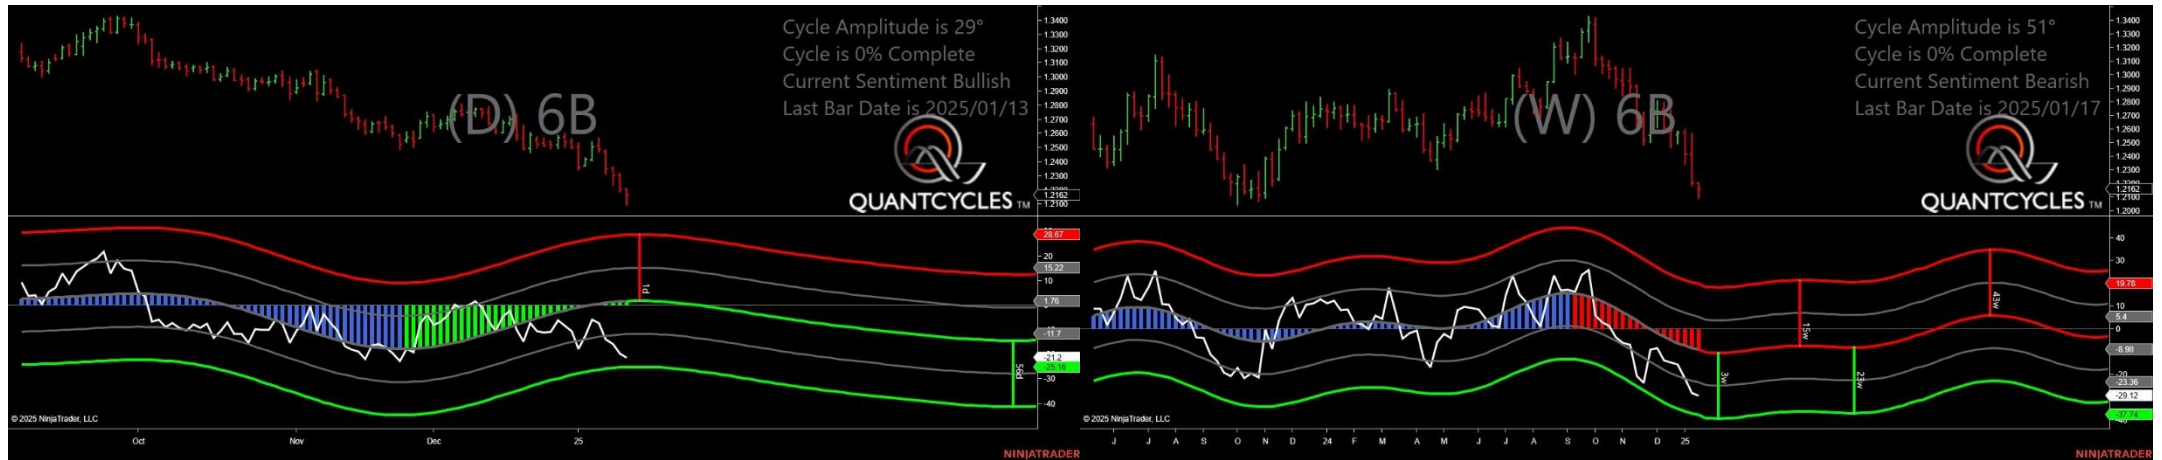 Cycle Amplitude is 29°
Cycle is 0% Complete
Current Sentiment Bullish
Last Bar Date is 2025/01/13
(D) 6B
QUANTCYCLES TM
1.3400
1.3300
1.3200
1.3100
1.3000
1.2900
1.2800
1.2700
1.2600
1.2500
1.2400
1.2300
1.2162
1.2100
28.67
20
15.22
10
1.76
-11.7
-21.2
-25.16
-30
-40
1d
56d
© 2025 NinjaTrader, LLC
Oct Nov Dec 25
NINJATRADER
Cycle Amplitude is 51°
Cycle is 0% Complete
Current Sentiment Bearish
Last Bar Date is 2025/01/17
(W) 6B
QUANTCYCLES TM
1.3400
1.3300
1.3200
1.3100
1.3000
1.2900
1.2800
1.2700
1.2600
1.2500
1.2400
1.2300
1.2162
1.2000
40
30
19.78
10
5.4
0
-8.98
-20
-23.36
-29.12
-37.74
3w
15w
23w
43w
© 2025 NinjaTrader, LLC
J J A S O N D 24 F M A M J J A S O N D 25
NINJATRADER